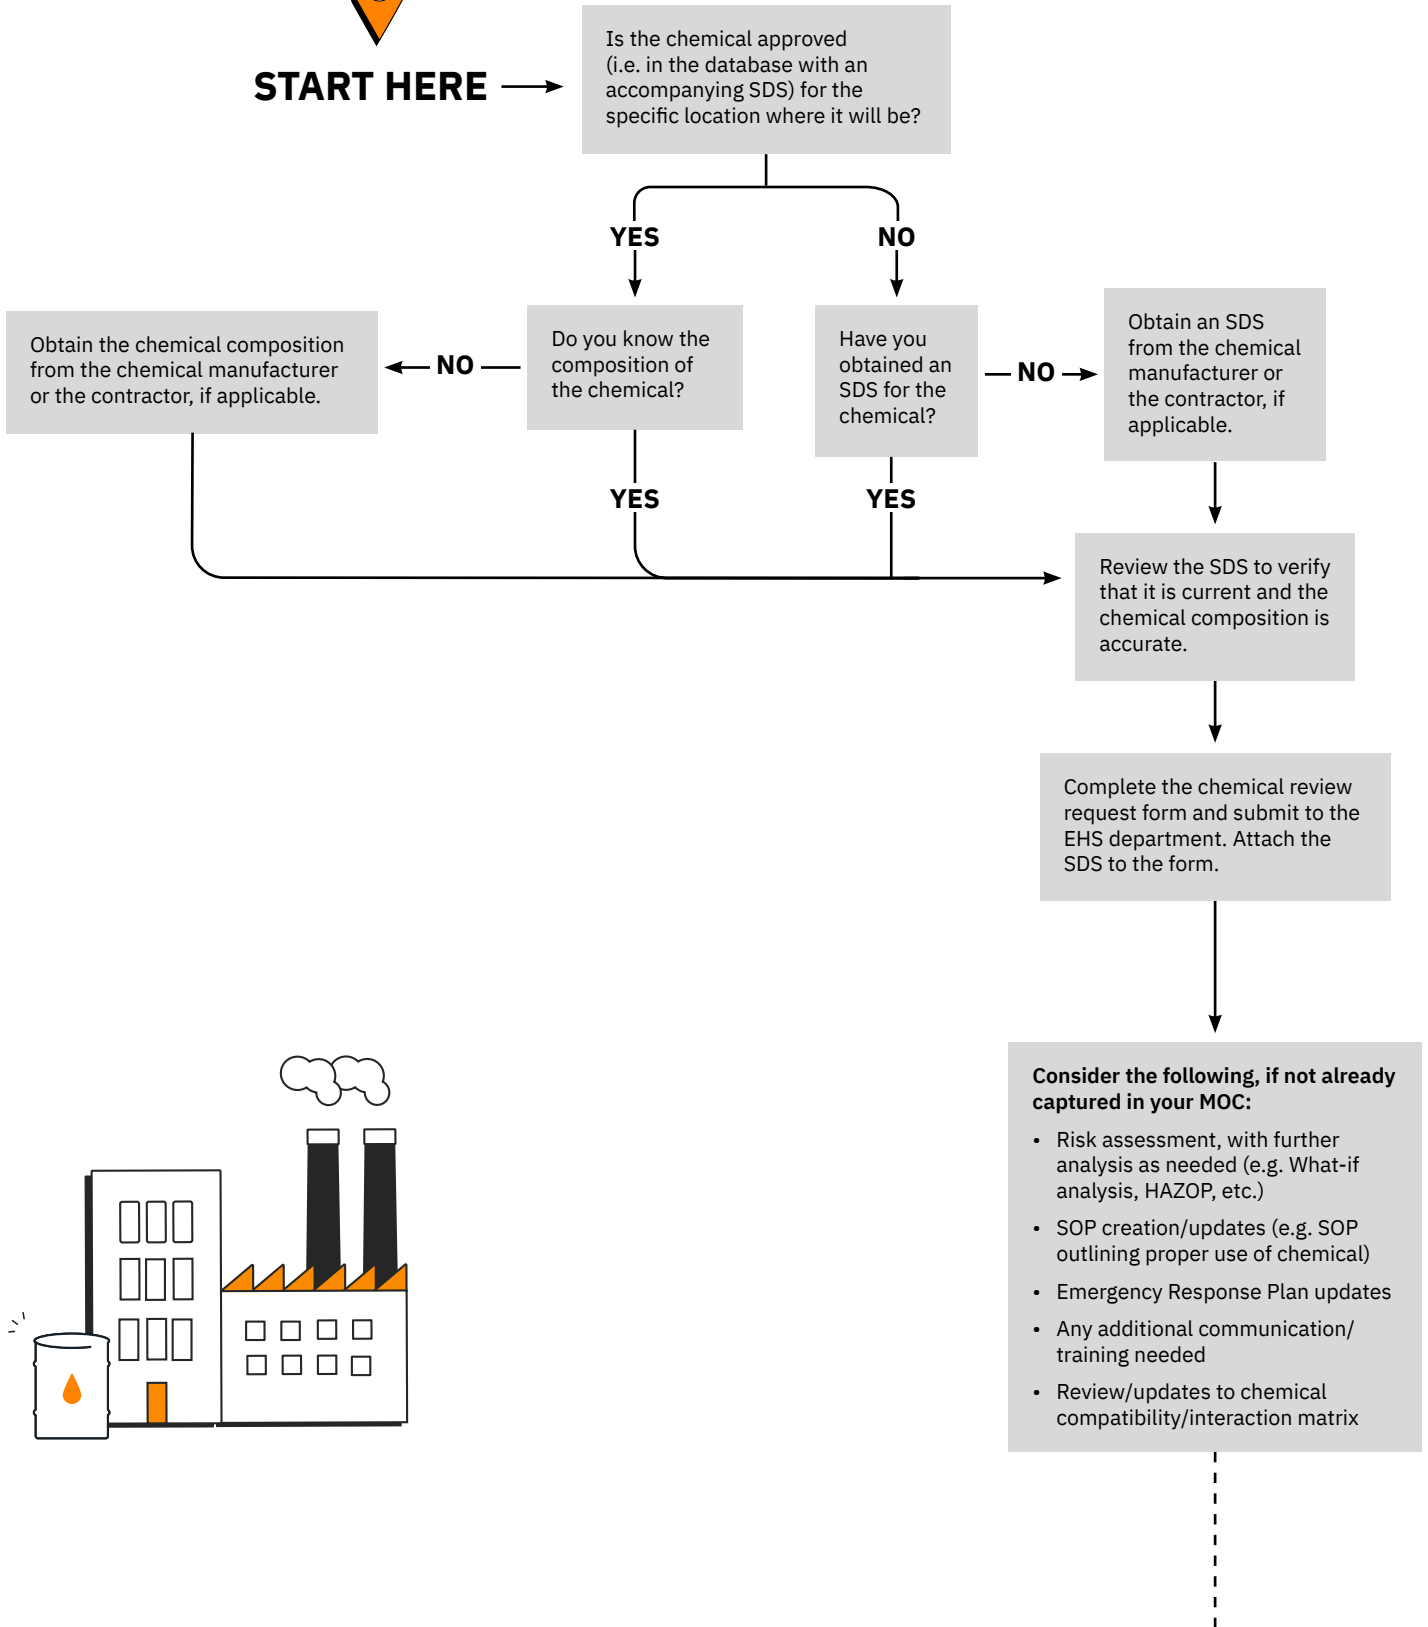 START HERE
Is the chemical approved
(i.e. in the database with an
accompanying SDS) for the
specific location where it will be?
YES
NO
Obtain the chemical composition
from the chemical manufacturer
or the contractor, if applicable.
NO
Do you know the
composition of
the chemical?
Have you
obtained an
SDS for the
chemical?
NO
Obtain an SDS
from the chemical
manufacturer or
the contractor, if
applicable.
YES
YES
Review the SDS to verify
that it is current and the
chemical composition is
accurate.
Complete the chemical review
request form and submit to the
EHS department. Attach the
SDS to the form.
Consider the following, if not already
captured in your MOC:
• Risk assessment, with further
analysis as needed (e.g. What-if
analysis, HAZOP, etc.)
• SOP creation/updates (e.g. SOP
outlining proper use of chemical)
• Emergency Response Plan updates
• Any additional communication/
training needed
• Review/updates to chemical
compatibility/interaction matrix